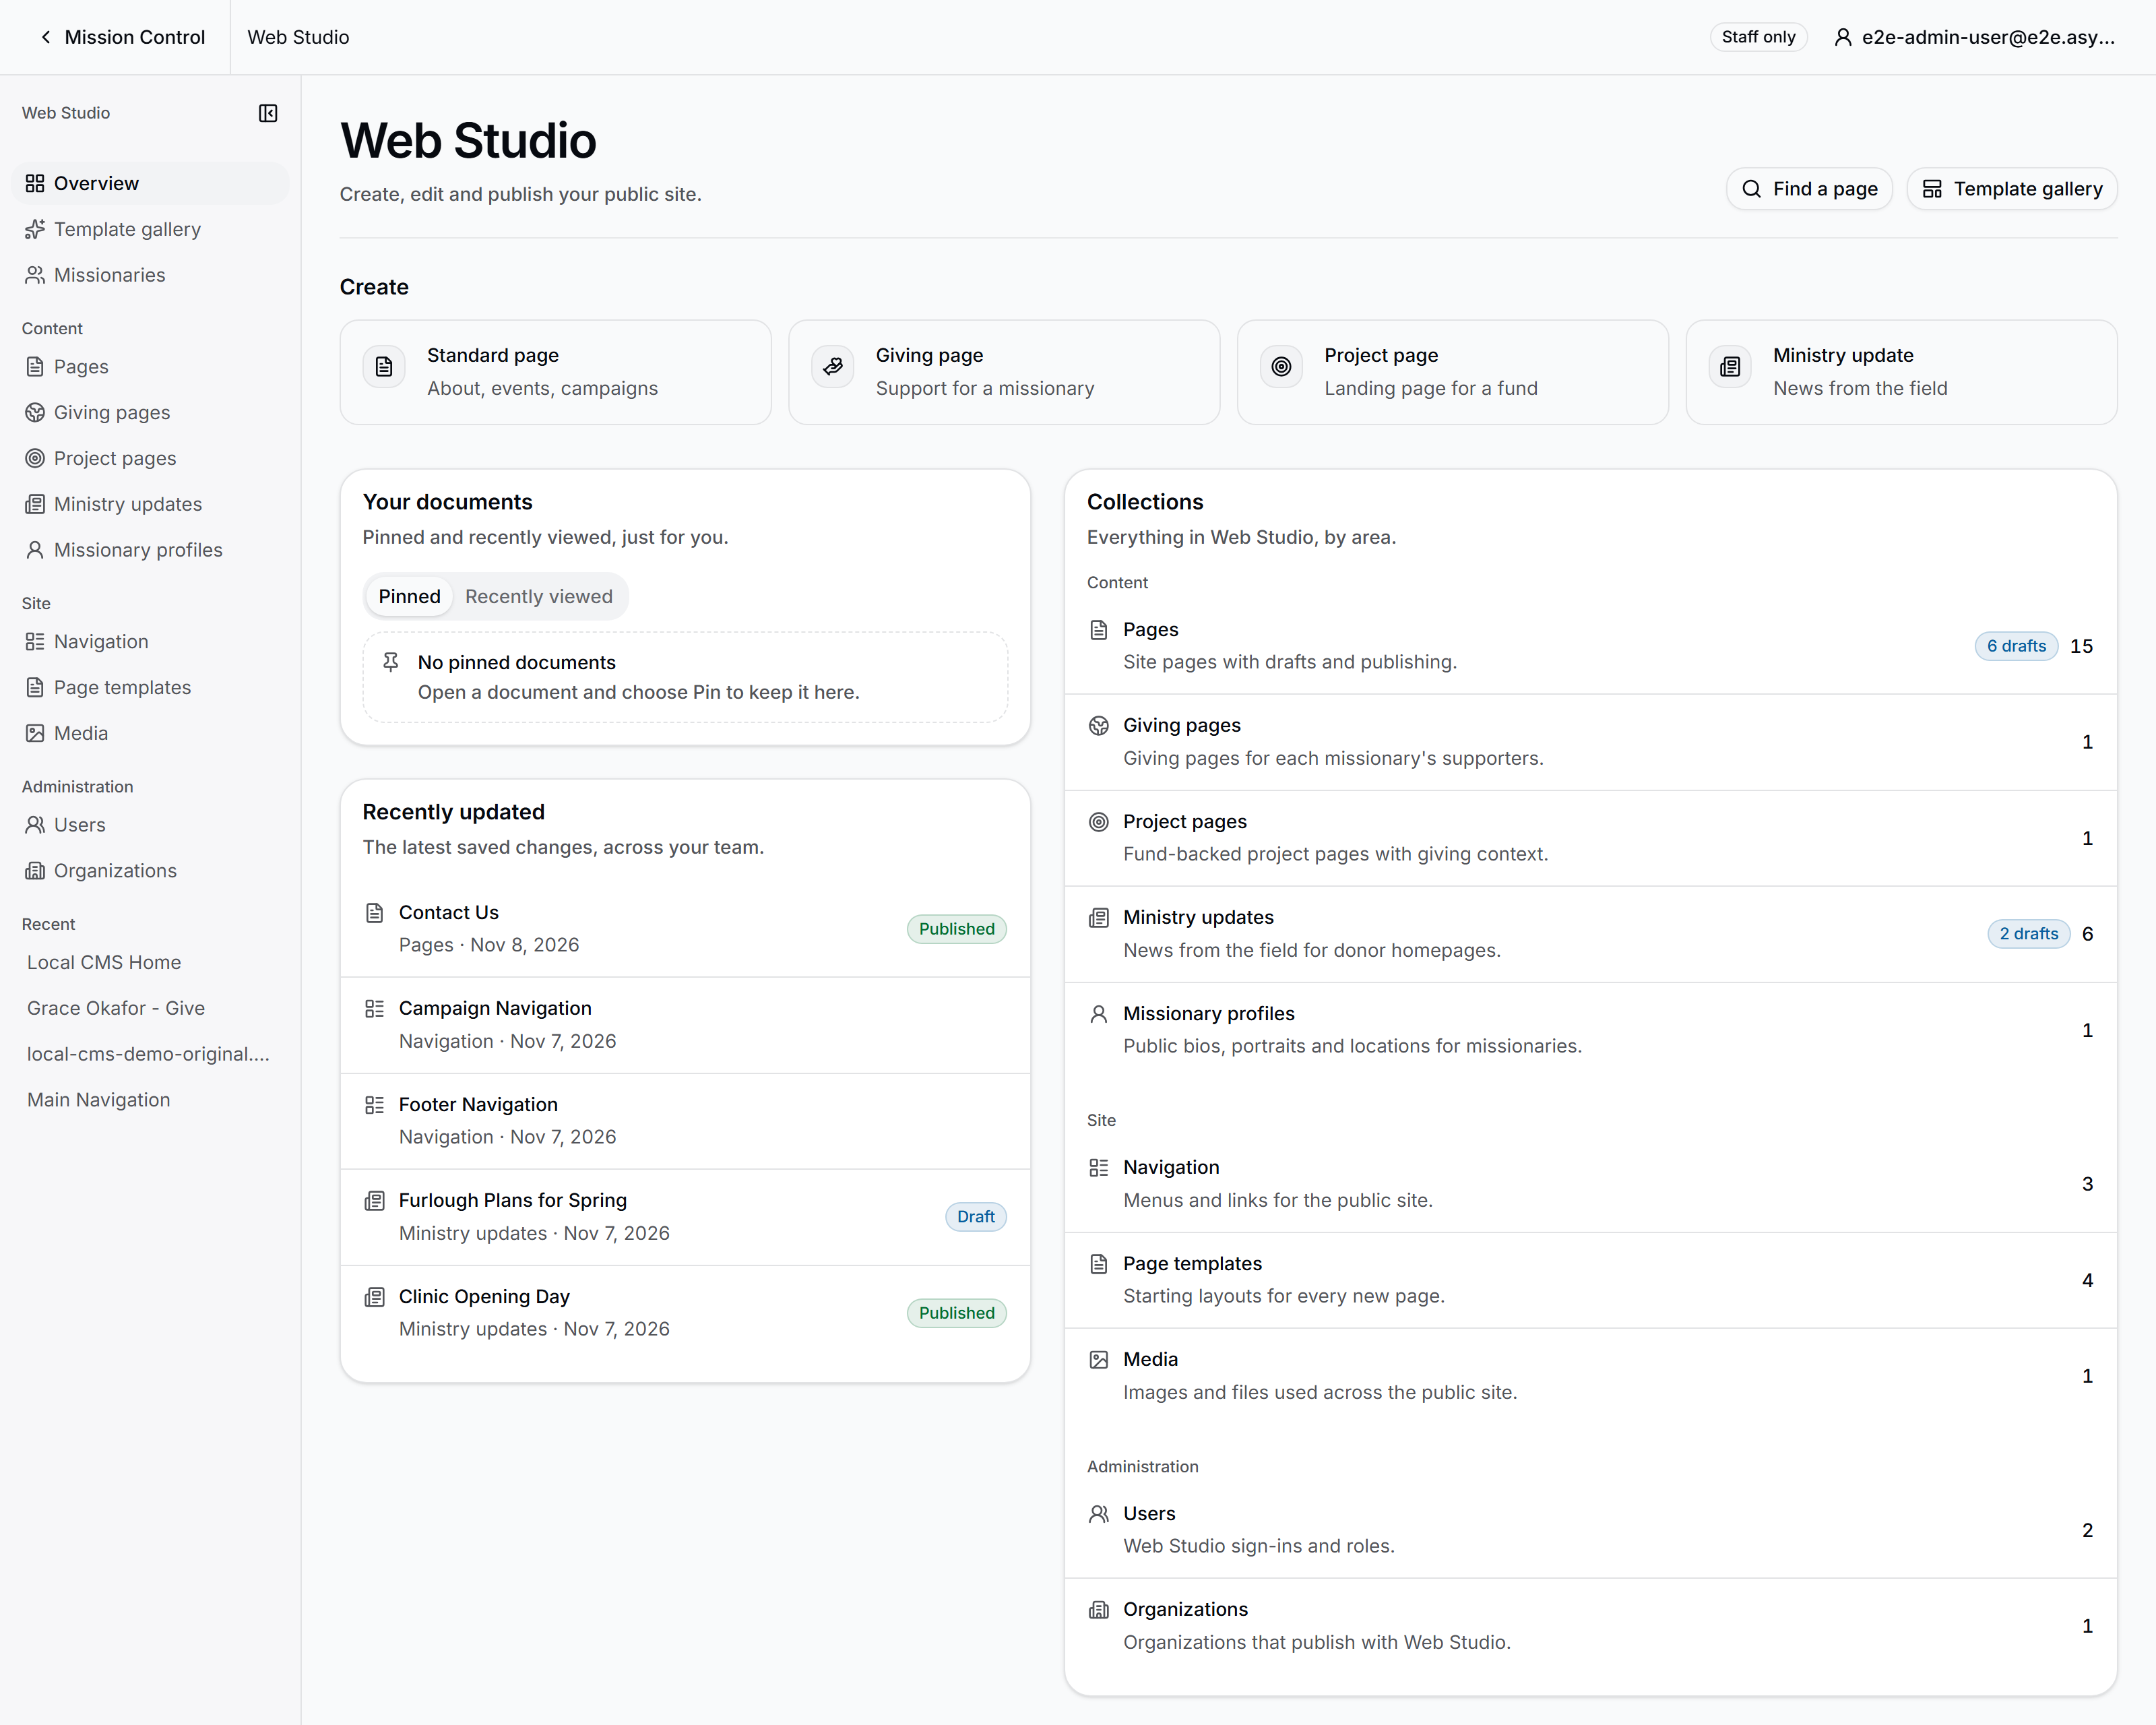 Mission Control
Web Studio
Staff only
e2e-admin-user@e2e.asy...
Web Studio
Overview
Template gallery
Missionaries
Content
Pages
Giving pages
Project pages
Ministry updates
Missionary profiles
Site
Navigation
Page templates
Media
Administration
Users
Organizations
Recent
Local CMS Home
Grace Okafor - Give
local-cms-demo-original....
Main Navigation
Web Studio
Create, edit and publish your public site.
Find a page
Template gallery
Create
Standard page
About, events, campaigns
Giving page
Support for a missionary
Project page
Landing page for a fund
Ministry update
News from the field
Your documents
Pinned and recently viewed, just for you.
Pinned
Recently viewed
No pinned documents
Open a document and choose Pin to keep it here.
Recently updated
The latest saved changes, across your team.
Contact Us
Pages · Nov 8, 2026
Published
Campaign Navigation
Navigation · Nov 7, 2026
Footer Navigation
Navigation · Nov 7, 2026
Furlough Plans for Spring
Ministry updates · Nov 7, 2026
Draft
Clinic Opening Day
Ministry updates · Nov 7, 2026
Published
Collections
Everything in Web Studio, by area.
Content
Pages
Site pages with drafts and publishing.
6 drafts
15
Giving pages
Giving pages for each missionary's supporters.
1
Project pages
Fund-backed project pages with giving context.
1
Ministry updates
News from the field for donor homepages.
2 drafts
6
Missionary profiles
Public bios, portraits and locations for missionaries.
1
Site
Navigation
Menus and links for the public site.
3
Page templates
Starting layouts for every new page.
4
Media
Images and files used across the public site.
1
Administration
Users
Web Studio sign-ins and roles.
2
Organizations
Organizations that publish with Web Studio.
1